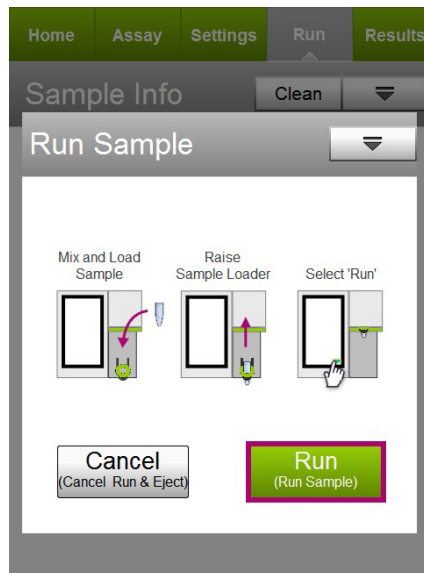 Home Assay Settings Run Results
Sample Info Clean
Run Sample
Mix and Load
Sample
Raise
Sample Loader
Select 'Run'
Cancel
(Cancel Run & Eject)
Run
(Run Sample)